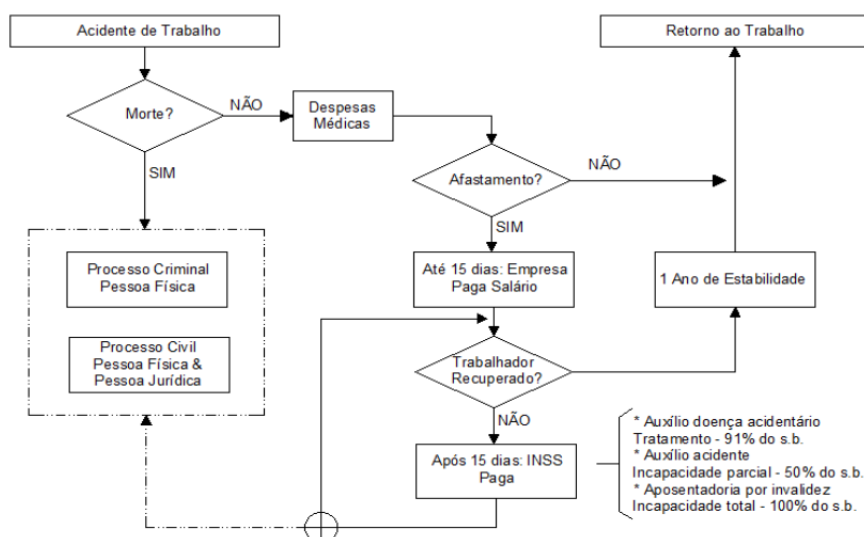 Acidente de Trabalho
Retorno ao Trabalho
Morte?
NÃO
Despesas
Médicas
SIM
Afastamento?
NÃO
SIM
Processo Criminal
Pessoa Física
Até 15 dias: Empresa
Paga Salário
1 Ano de Estabilidade
Processo Civil
Pessoa Física &
Pessoa Jurídica
Trabalhador
Recuperado?
NÃO
Após 15 dias: INSS
Paga
* Auxílio doença acidentário
Tratamento - 91% do s.b.
* Auxílio acidente
Incapacidade parcial - 50% do s.b.
* Aposentadoria por invalidez
Incapacidade total - 100% do s.b.